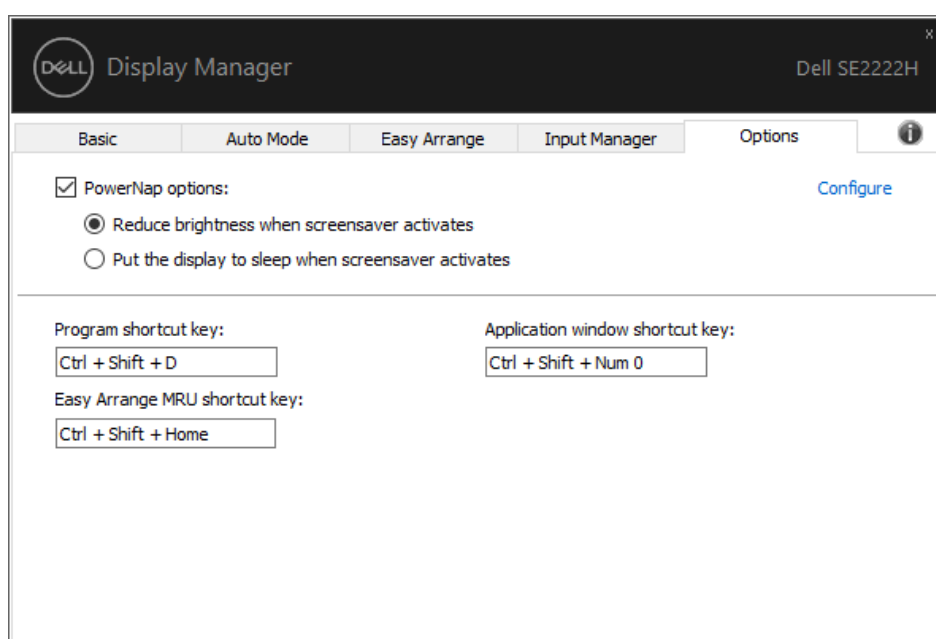 x
DELL Display Manager Dell SE2222H
Basic Auto Mode Easy Arrange Input Manager Options i
PowerNap options: Configure
Reduce brightness when screensaver activates
Put the display to sleep when screensaver activates
Program shortcut key: Application window shortcut key:
Ctrl + Shift + D Ctrl + Shift + Num 0
Easy Arrange MRU shortcut key:
Ctrl + Shift + Home